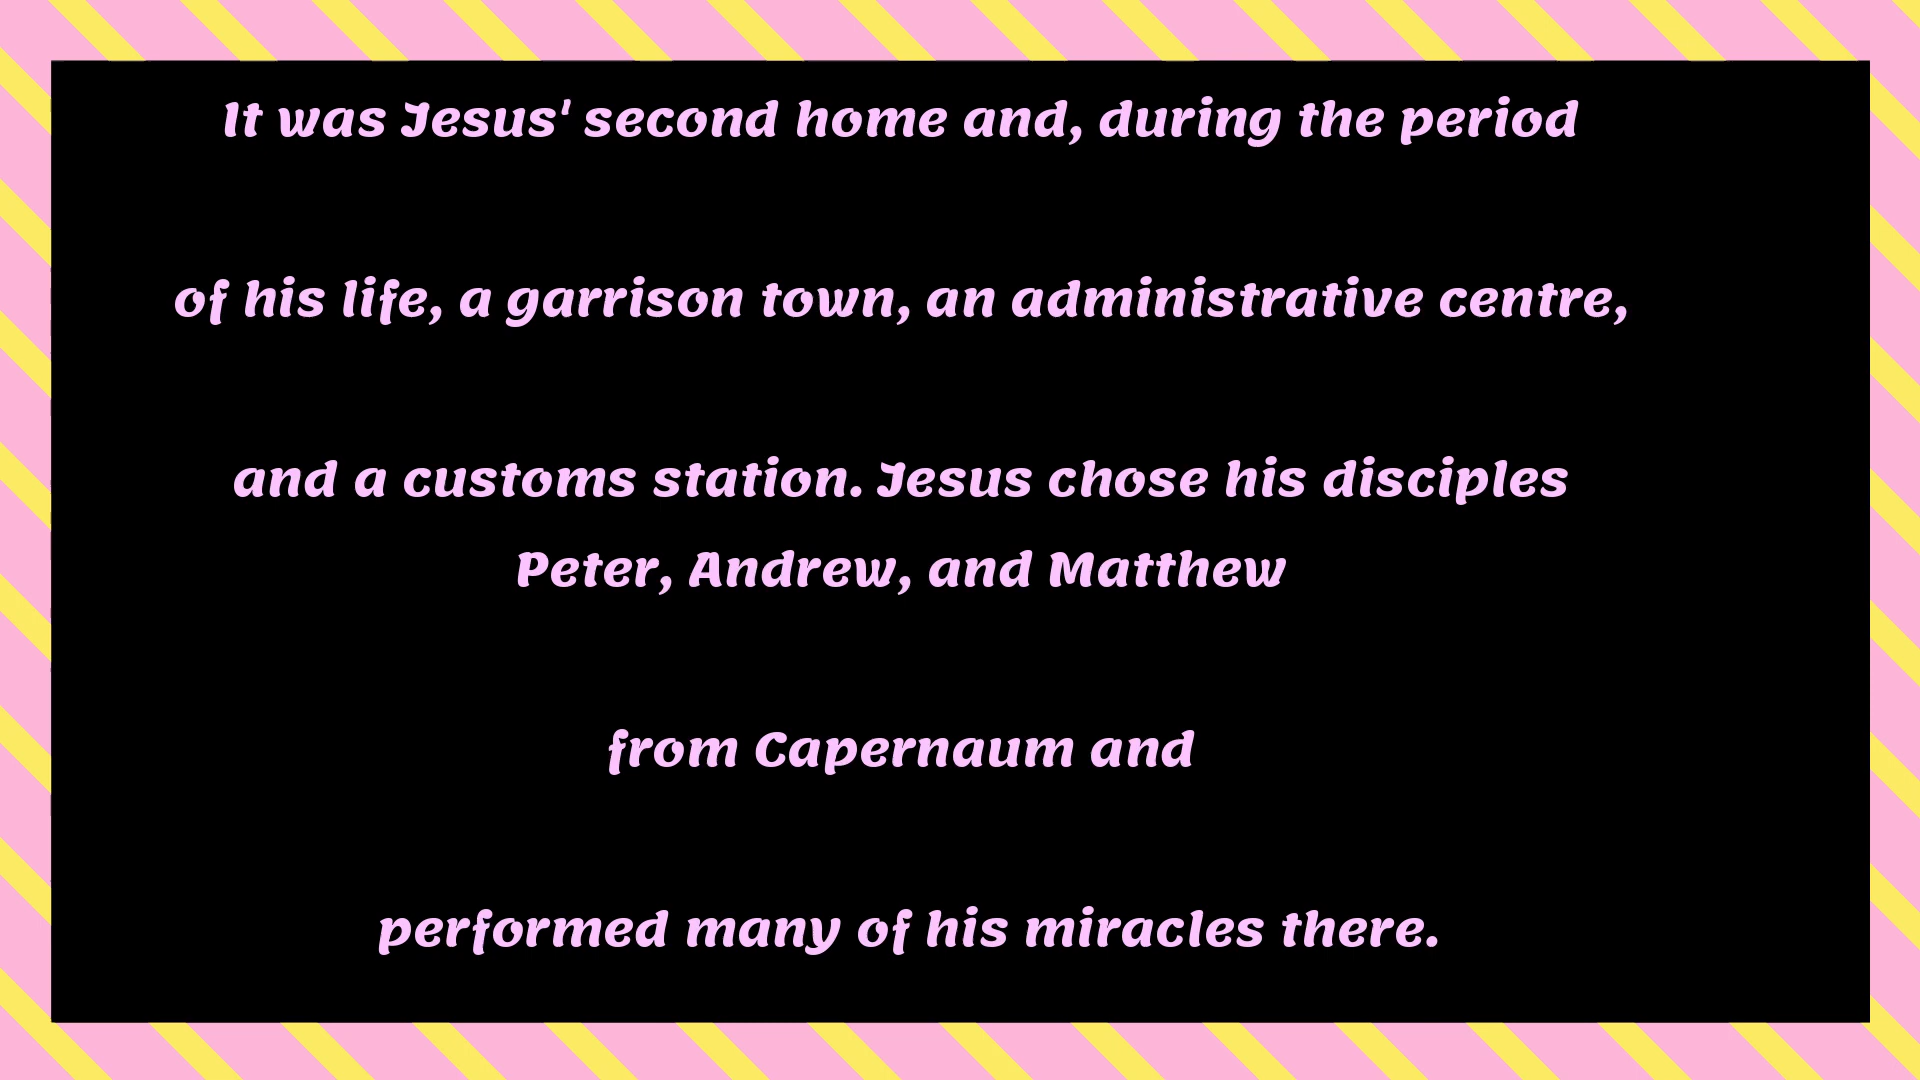 It was Jesus' second home and, during the period
of his life, a garrison town, an administrative centre,
and a customs station. Jesus chose his disciples
Peter, Andrew, and Matthew
from Capernaum and
performed many of his miracles there.